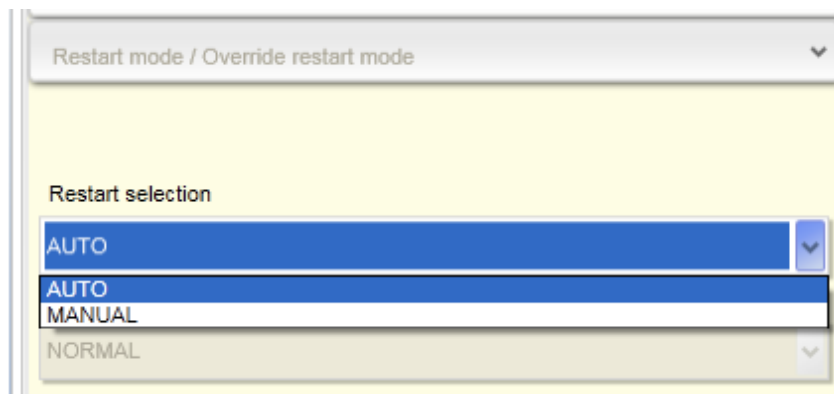 Restart mode / Override restart mode
Restart selection
AUTO
AUTO
MANUAL
NORMAL